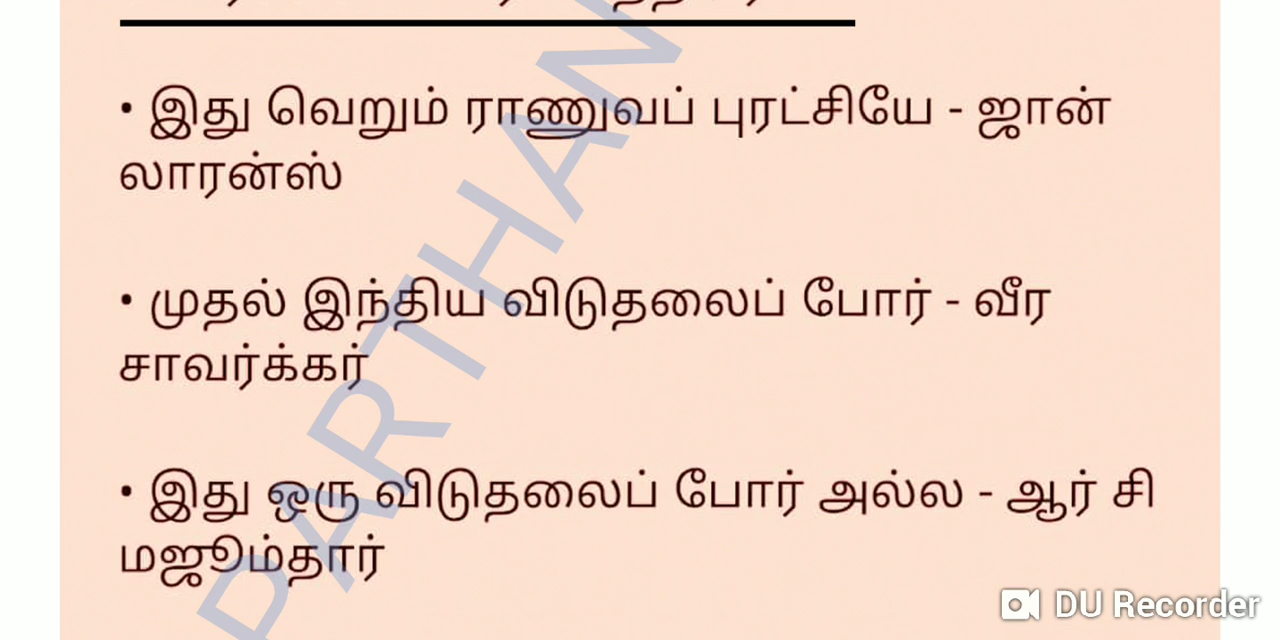 • இது வெறும் ராணுவப் புரட்சியே - ஜான்
லாரன்ஸ்
• முதல் இந்திய விடுதலைப் போர் - வீர
சாவர்க்கர்
• இது ஒரு விடுதலைப் போர் அல்ல - ஆர் சி
மஜூம்தார்
PARTHAN
DU Recorder